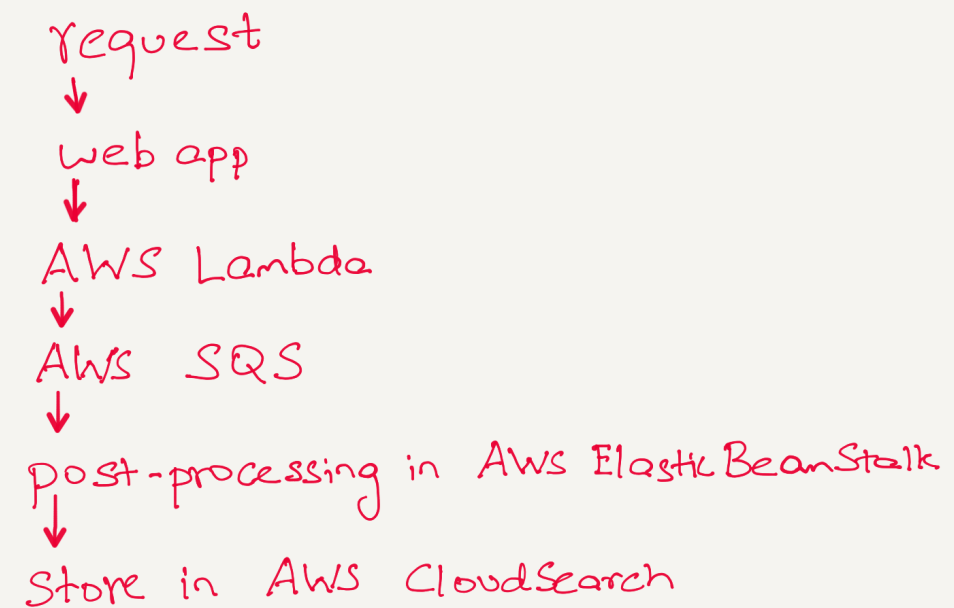 request
web app
AWS Lambda
AWS SQS
post-processing in AWS ElasticBeanStalk
Store in AWS CloudSearch